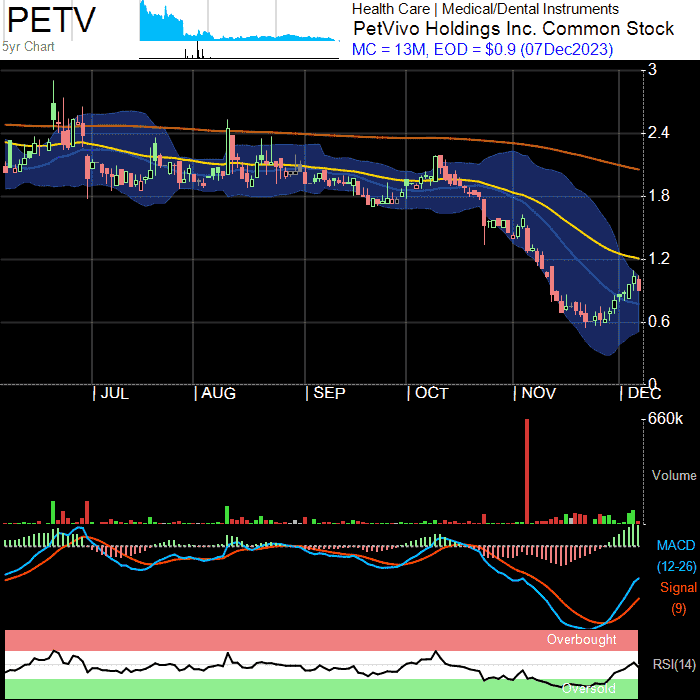 PETV
5yr Chart
Health Care | Medical/Dental Instruments
PetVivo Holdings Inc. Common Stock
MC = 13M, EOD = $0.9 (07Dec2023)
3
2.4
1.8
1.2
0.6
0
JUL AUG SEP OCT NOV DEC
660k
Volume
MACD
(12-26)
Signal
(9)
Overbought
RSI(14)
Oversold